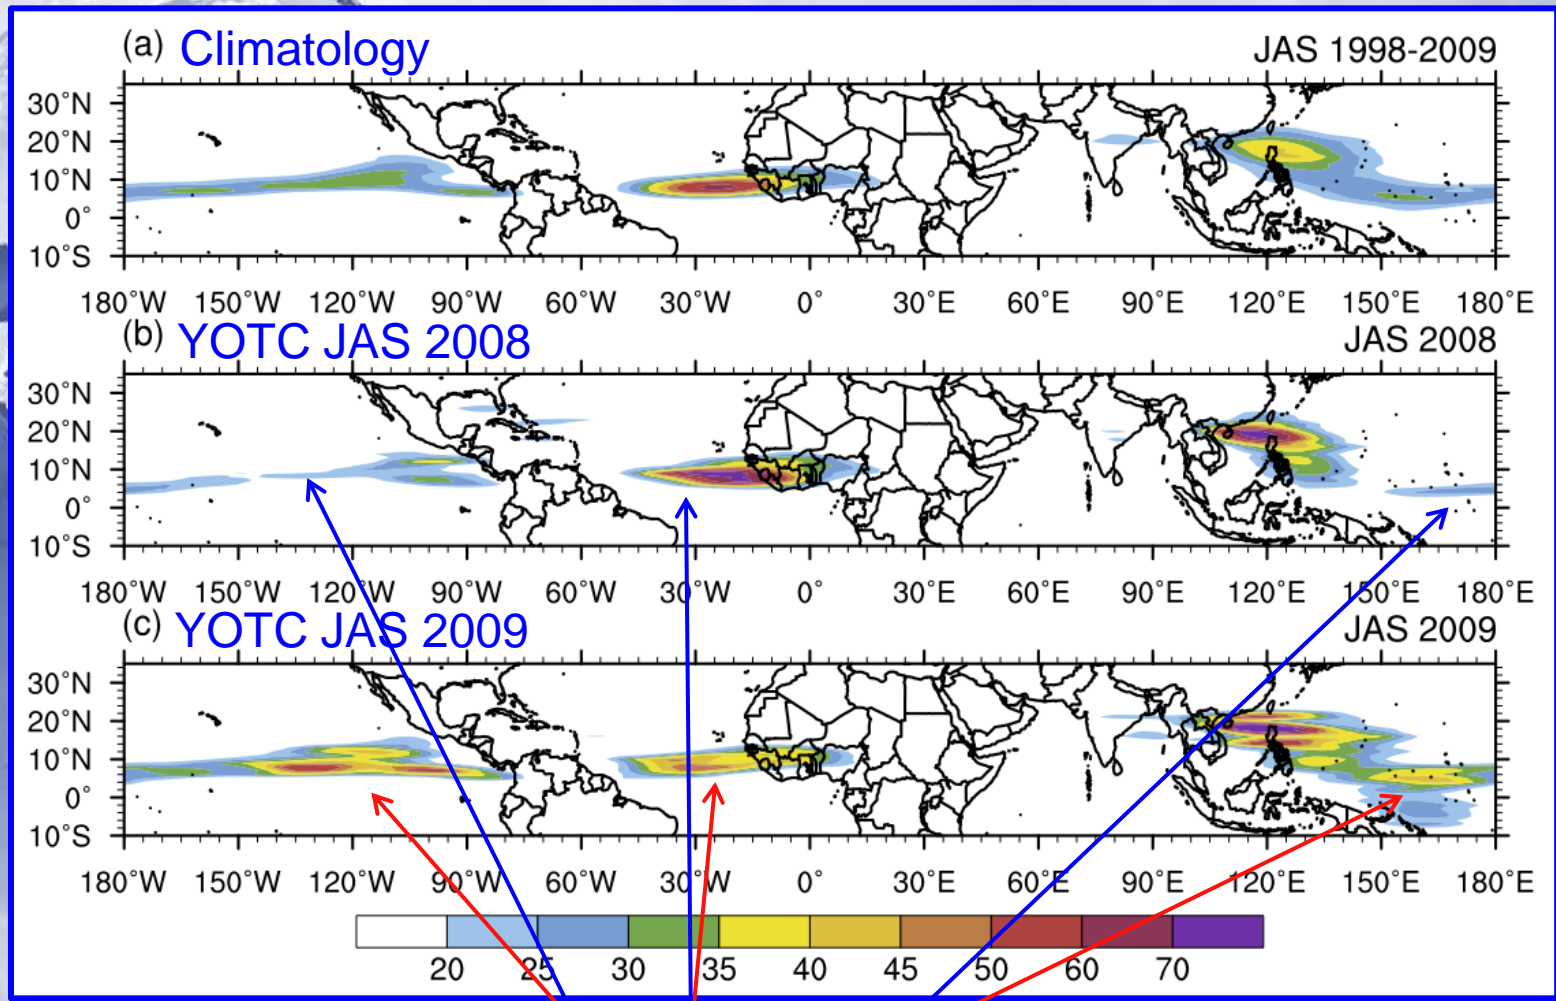 (a) Climatology JAS 1998-2009
30°N
20°N
10°N
0°
10°S
180°W 150°W 120°W 90°W 60°W 30°W 0° 30°E 60°E 90°E 120°E 150°E 180°E
(b) YOTC JAS 2008 JAS 2008
30°N
20°N
10°N
0°
10°S
180°W 150°W 120°W 90°W 60°W 30°W 0° 30°E 60°E 90°E 120°E 150°E 180°E
(c) YOTC JAS 2009 JAS 2009
30°N
20°N
10°N
0°
10°S
180°W 150°W 120°W 90°W 60°W 30°W 0° 30°E 60°E 90°E 120°E 150°E 180°E
20 25 30 35 40 45 50 60 70